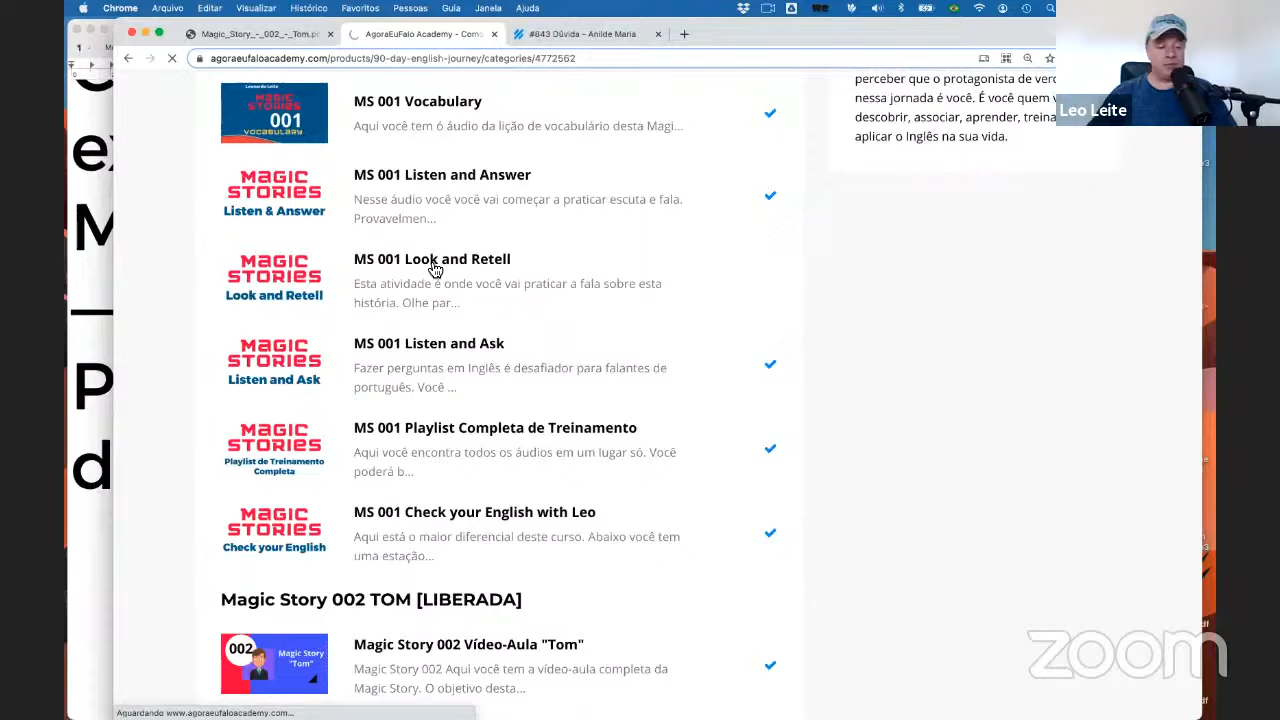 Chrome Arquivo Editar Visualizar Histórico Favoritos Pessoas Guia Janela Ajuda
Magic_Story_-_002_-_Tom.p
AgoraEuFalo Academy - Como
#843 Dúvida - Anilde Maria
agoraeufaloacademy.com/products/90-day-english-journey/categories/4772562
Leo Leite
perceber que o protagonista de verd
nessa jornada é você. É você quem v
descobrir, associar, aprender, treina
aplicar o Inglês na sua vida.
Leonardo Leite
MAGIC
STORIES
001
VOCABULARY
MS 001 Vocabulary
Aqui você tem ó áudio da lição de vocabulário desta Magi...
MAGIC
STORIES
Listen & Answer
MS 001 Listen and Answer
Nesse áudio você você vai começar a praticar escuta e fala.
Provavelmen...
MAGIC
STORIES
Look and Retell
MS 001 Look and Retell
Esta atividade é onde você vai praticar a fala sobre esta
história. Olhe par...
MAGIC
STORIES
Listen and Ask
MS 001 Listen and Ask
Fazer perguntas em Inglês é desafiador para falantes de
português. Você ...
MAGIC
STORIES
Playlist de Treinamento
Completa
MS 001 Playlist Completa de Treinamento
Aqui você encontra todos os áudios em um lugar só. Você
poderá b...
MAGIC
STORIES
Check your English
MS 001 Check your English with Leo
Aqui está o maior diferencial deste curso. Abaixo você tem
uma estação...
Magic Story 002 TOM [LIBERADA]
002
Magic Story
"Tom"
Magic Story 002 Vídeo-Aula "Tom"
Magic Story 002 Aqui você tem a vídeo-aula completa da
Magic Story. O objetivo desta...
Aguardando www.agoraeufaloacademy.com...
ex
M
P
d
zoom